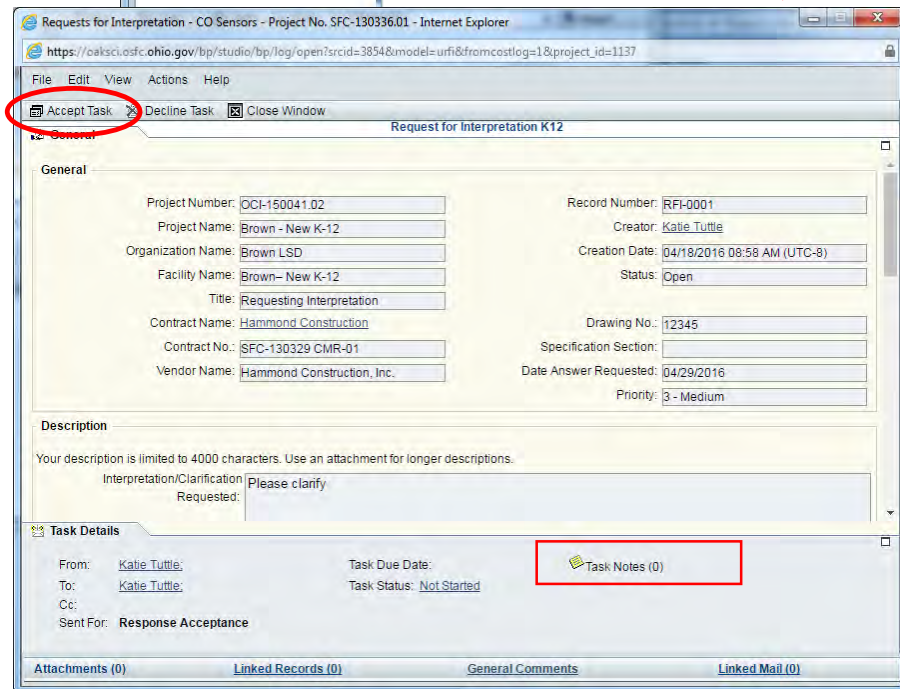 Requests for Interpretation - CO Sensors - Project No. SFC-130336.01 - Internet Explorer
https://oaksci.osfc.ohio.gov/bp/studio/bp/log/open?srcid=3854&model=urfi&fromcostlog=1&project_id=1137
File Edit View Actions Help
Accept Task Decline Task Close Window
Request for Interpretation K12
General
General
Project Number: OCI-150041.02
Record Number: RFI-0001
Project Name: Brown - New K-12
Creator: Katie Tuttle
Organization Name: Brown LSD
Creation Date: 04/18/2016 08:58 AM (UTC-8)
Facility Name: Brown– New K-12
Status: Open
Title: Requesting Interpretation
Contract Name: Hammond Construction
Drawing No.: 12345
Contract No.: SFC-130329 CMR-01
Specification Section:
Vendor Name: Hammond Construction, Inc.
Date Answer Requested: 04/29/2016
Priority: 3 - Medium
Description
Your description is limited to 4000 characters. Use an attachment for longer descriptions.
Interpretation/Clarification Requested: Please clarify
Task Details
From: Katie Tuttle;
Task Due Date:
Task Notes (0)
To: Katie Tuttle;
Task Status: Not Started
Cc:
Sent For: Response Acceptance
Attachments (0) Linked Records (0) General Comments Linked Mail (0)